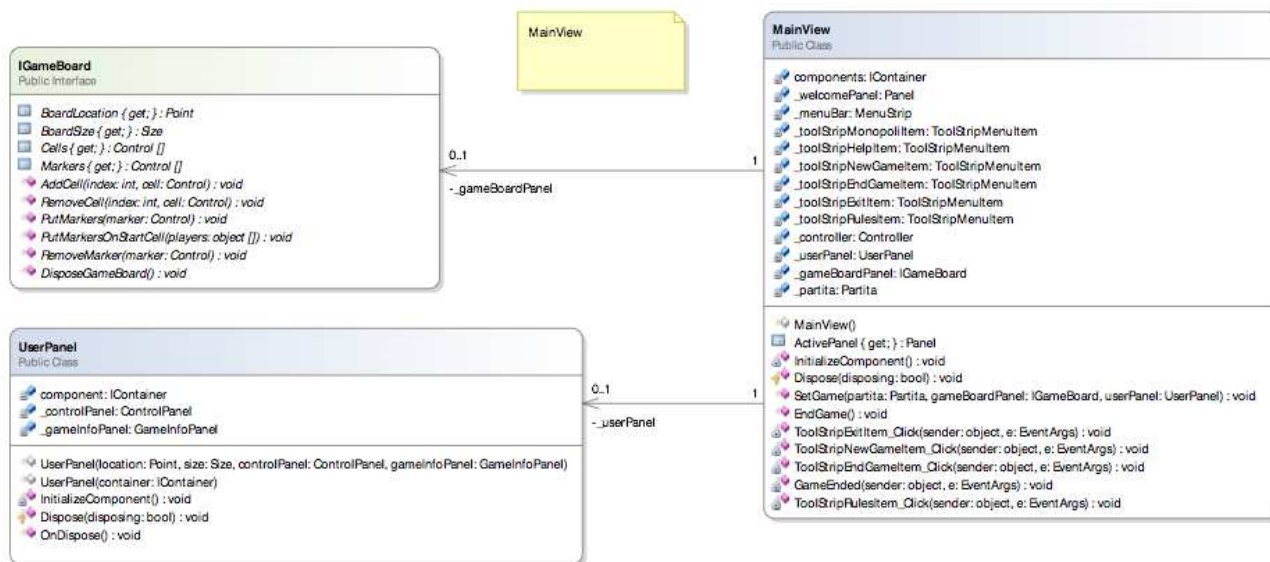 MainView
IGameBoard
Public Interface
BoardLocation { get; } : Point
BoardSize { get; } : Size
Cells { get; } : Control []
Markers { get; } : Control []
AddCell(index: int, cell: Control) : void
RemoveCell(index: int, cell: Control) : void
PutMarkers(marker: Control) : void
PutMarkersOnStartCell(players: object []) : void
RemoveMarker(marker: Control) : void
DisposeGameBoard() : void
0..1
1
-_gameBoardPanel
MainView
Public Class
components: IContainer
_welcomePanel: Panel
_menuBar: MenuStrip
_toolStripMonopoliItem: ToolStripMenuItem
_toolStripHelpItem: ToolStripMenuItem
_toolStripNewGameItem: ToolStripMenuItem
_toolStripEndGameItem: ToolStripMenuItem
_toolStripExitItem: ToolStripMenuItem
_toolStripRulesItem: ToolStripMenuItem
_controller: Controller
_userPanel: UserPanel
_gameBoardPanel: IGameBoard
_partita: Partita
MainView()
ActivePanel { get; } : Panel
InitializeComponent() : void
Dispose(disposing: bool) : void
SetGame(partita: Partita, gameBoardPanel: IGameBoard, userPanel: UserPanel) : void
EndGame() : void
ToolStripExitItem_Click(sender: object, e: EventArgs) : void
ToolStripNewGameItem_Click(sender: object, e: EventArgs) : void
ToolStripEndGameItem_Click(sender: object, e: EventArgs) : void
GameEnded(sender: object, e: EventArgs) : void
ToolStripRulesItem_Click(sender: object, e: EventArgs) : void
UserPanel
Public Class
component: IContainer
_controlPanel: ControlPanel
_gameInfoPanel: GameInfoPanel
UserPanel(location: Point, size: Size, controlPanel: ControlPanel, gameInfoPanel: GameInfoPanel)
UserPanel(container: IContainer)
InitializeComponent() : void
Dispose(disposing: bool) : void
OnDispose() : void
0..1
1
-_userPanel